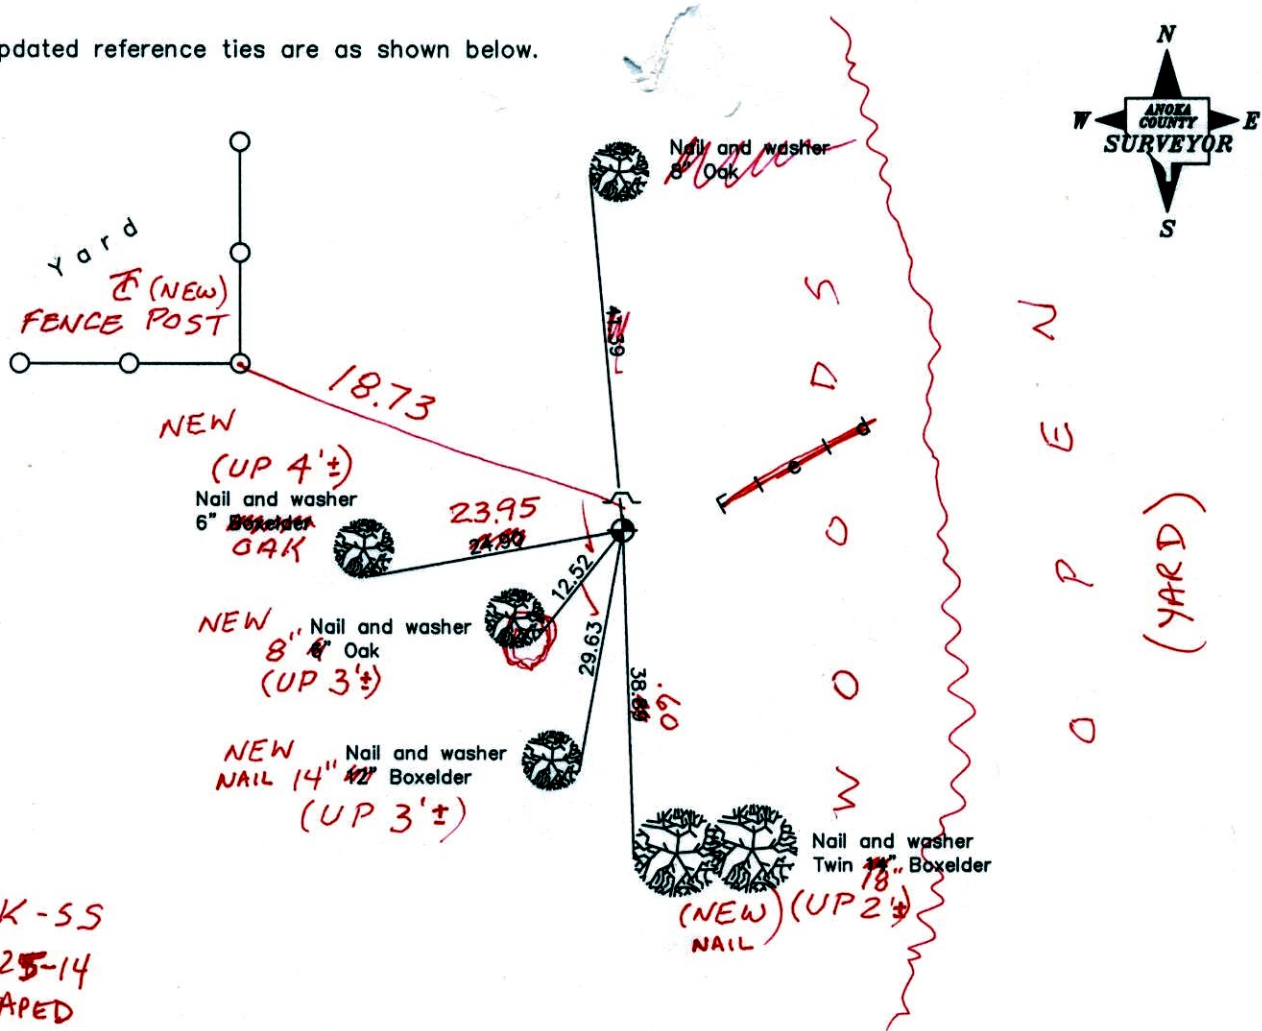 pdated reference ties are as shown below.
N
W
E
S
ANOKA
COUNTY
SURVEYOR
Nail and washer
8" Oak
Yard
(NEW)
FENCE POST
18.73
NEW
(UP 4'±)
Nail and washer
6" Boxelder
OAK
23.95
24.90
12.52
29.63
38.
.60
NEW
8" 6" Oak
Nail and washer
(UP 3'±)
NEW
NAIL 14" 12" Boxelder
Nail and washer
(UP 3'±)
Field
WOODS
OPEN
(YARD)
Nail and washer
Twin 14" Boxelder
18"
(NEW) (UP 2'±)
NAIL
K-SS
25-14
APED